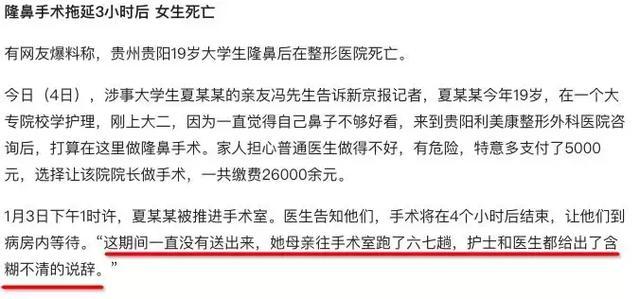 隆鼻手术拖延3小时后 女生死亡
有网友爆料称，贵州贵阳19岁大学生隆鼻后在整形医院死亡。
今日（4日），涉事大学生夏某某的亲友冯先生告诉新京报记者，夏某某今年19岁，在一个大
专院校学护理，刚上大二，因为一直觉得自己鼻子不够好看，来到贵阳利美康整形外科医院咨
询后，打算在这里做隆鼻手术。家人担心普通医生做得不好，有危险，特意多支付了5000
元，选择让该院院长做手术，一共缴费26000余元。
1月3日下午1时许，夏某某被推进手术室。医生告知他们，手术将在4个小时后结束，让他们到
病房内等待。“这期间一直没有送出来，她母亲往手术室跑了六七趟，护士和医生都给出了含
糊不清的说辞。”